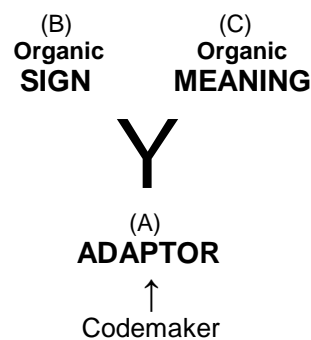 (B) (C)
Organic Organic
SIGN MEANING
Y
(A)
ADAPTOR
↑
Codemaker